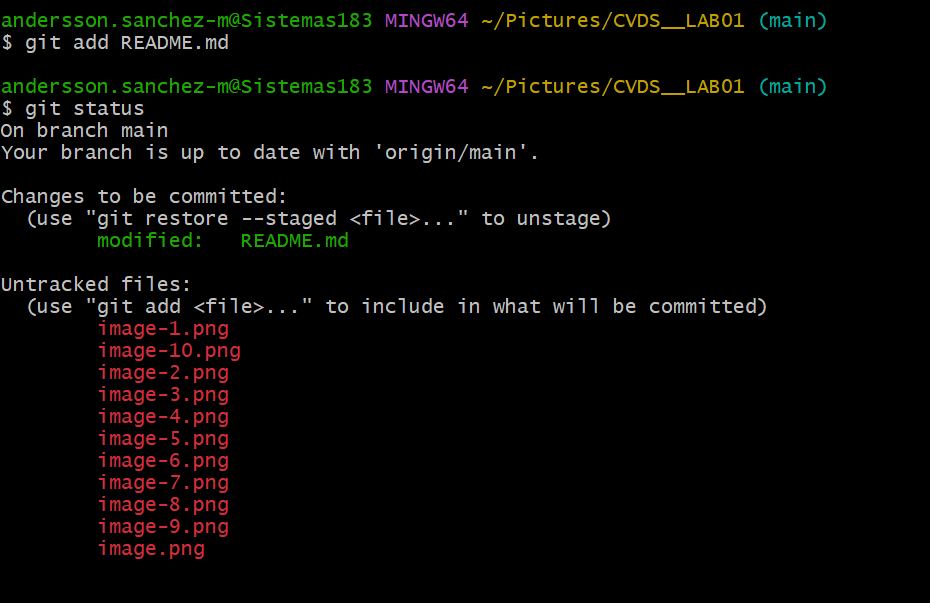 andersson.sanchez-m@Sistemas183 MINGW64 ~/Pictures/CVDS__LAB01 (main)
$ git add README.md
andersson.sanchez-m@Sistemas183 MINGW64 ~/Pictures/CVDS__LAB01 (main)
$ git status
On branch main
Your branch is up to date with 'origin/main'.
Changes to be committed:
  (use "git restore --staged <file>..." to unstage)
        modified:   README.md
Untracked files:
  (use "git add <file>..." to include in what will be committed)
        image-1.png
        image-10.png
        image-2.png
        image-3.png
        image-4.png
        image-5.png
        image-6.png
        image-7.png
        image-8.png
        image-9.png
        image.png